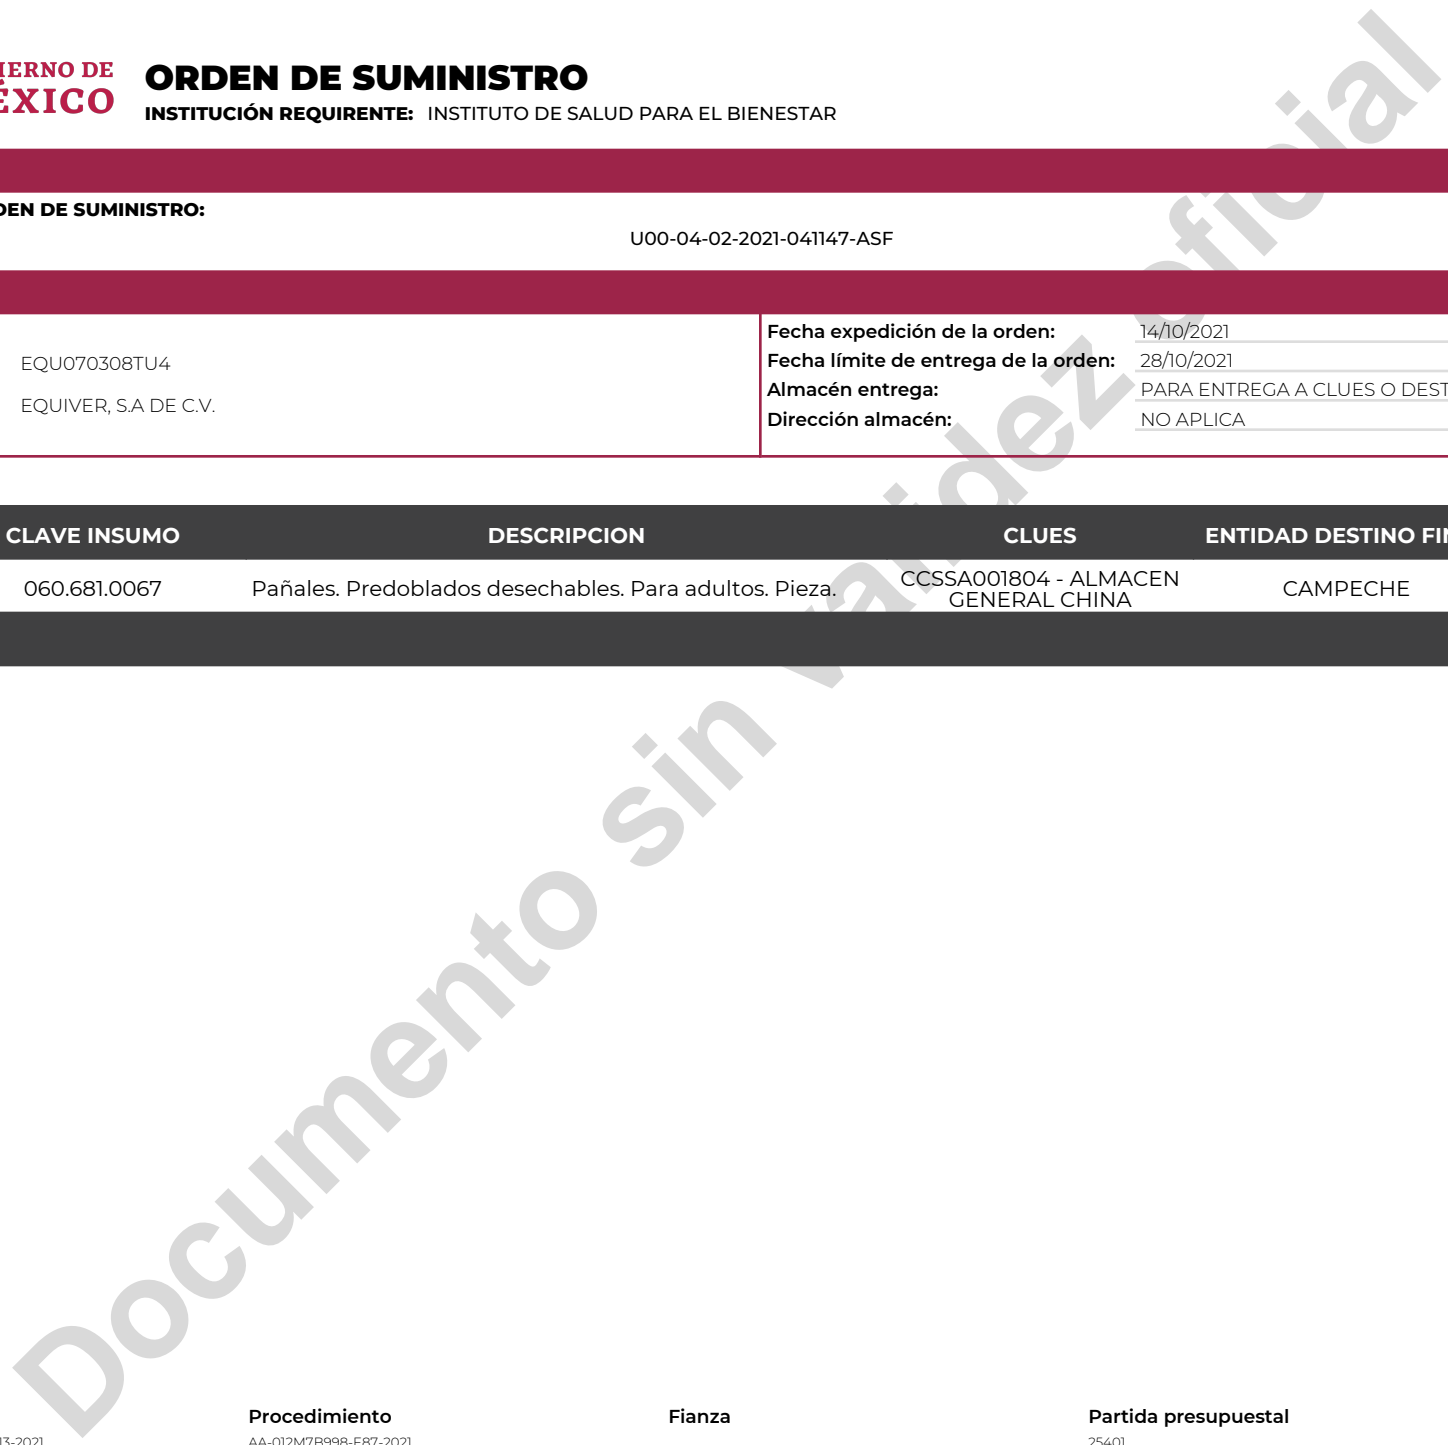 IERNO DE
ÉXICO
ORDEN DE SUMINISTRO
INSTITUCIÓN REQUIRENTE: INSTITUTO DE SALUD PARA EL BIENESTAR
DEN DE SUMINISTRO:
U00-04-02-2021-041147-ASF
EQU070308TU4
EQUIVER, S.A DE C.V.
Fecha expedición de la orden: 14/10/2021
Fecha límite de entrega de la orden: 28/10/2021
Almacén entrega: PARA ENTREGA A CLUES O DEST
Dirección almacén: NO APLICA
CLAVE INSUMO DESCRIPCION CLUES ENTIDAD DESTINO FIN
060.681.0067 Pañales. Predoblados desechables. Para adultos. Pieza. CCSSA001804 - ALMACEN GENERAL CHINA CAMPECHE
Documento sin validez oficial
Procedimiento Fianza Partida presupuestal
13-2021 AA-012M7B998-E87-2021 25401